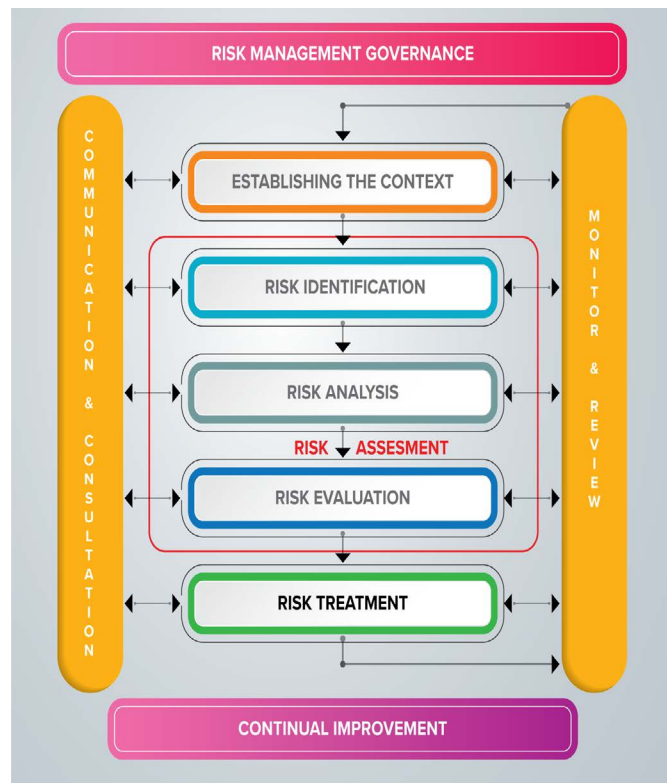 RISK MANAGEMENT GOVERNANCE
COMMUNICATION & CONSULTATION
ESTABLISHING THE CONTEXT
RISK IDENTIFICATION
RISK ANALYSIS
RISK ASSESMENT
RISK EVALUATION
RISK TREATMENT
MONITOR & REVIEW
CONTINUAL IMPROVEMENT